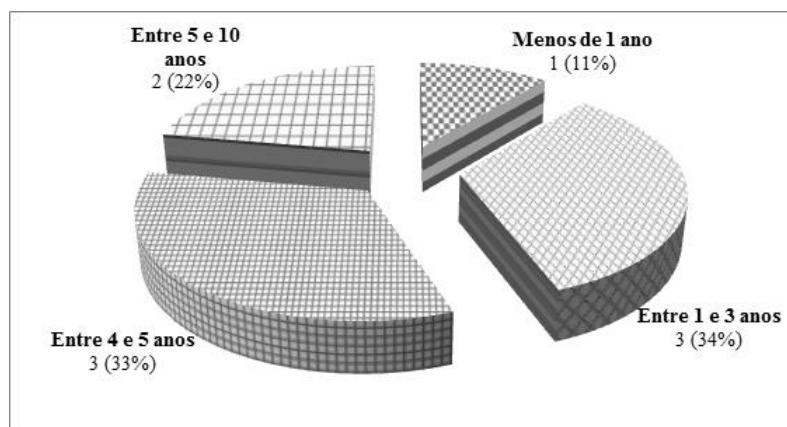 Entre 5 e 10
anos
2 (22%)
Menos de 1 ano
1 (11%)
Entre 4 e 5 anos
3 (33%)
Entre 1 e 3 anos
3 (34%)